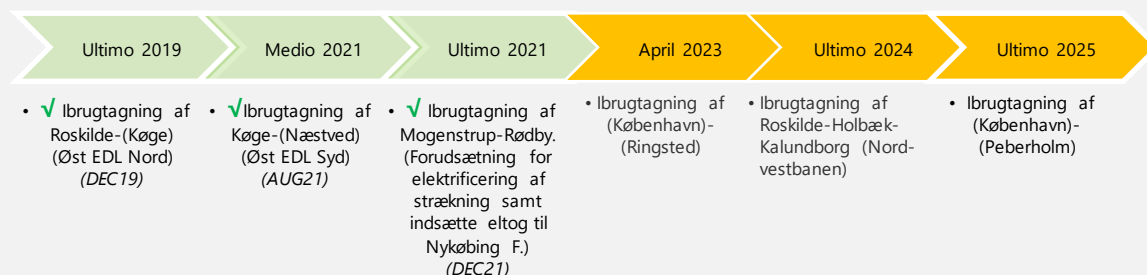 Ultimo 2019
Medio 2021
Ultimo 2021
April 2023
Ultimo 2024
Ultimo 2025
• √ Ibrugtagning af
Roskilde-(Køge)
(Øst EDL Nord)
(DEC19)
• √Ibrugtagning af
Køge-(Næstved)
(Øst EDL Syd)
(AUG21)
• √ Ibrugtagning af
Mogenstrup-Rødby.
(Forudsætning for
elektrificering af
strækning samt
indsætte eltog til
Nykøbing F.)
(DEC21)
• Ibrugtagning af
(København)-
(Ringsted)
• Ibrugtagning af
Roskilde-Holbæk-
Kalundborg (Nord-
vestbanen)
• Ibrugtagning af
(København)-
(Peberholm)